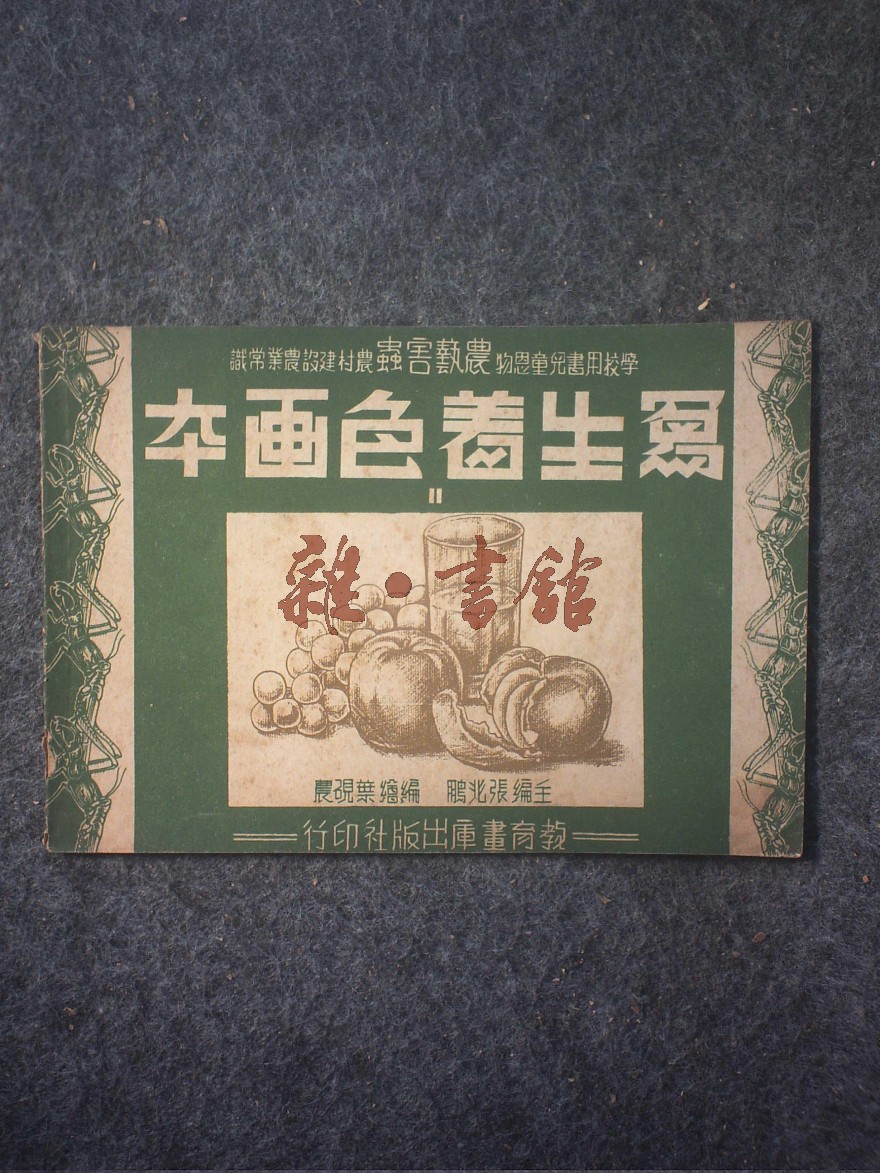 學校用書兒童恩物 農藝害蟲 農村建設農業常識
寫生着色画本
II
雜·書館
主編張兆鵬 編繪葉硯農
教育畫庫出版社印行